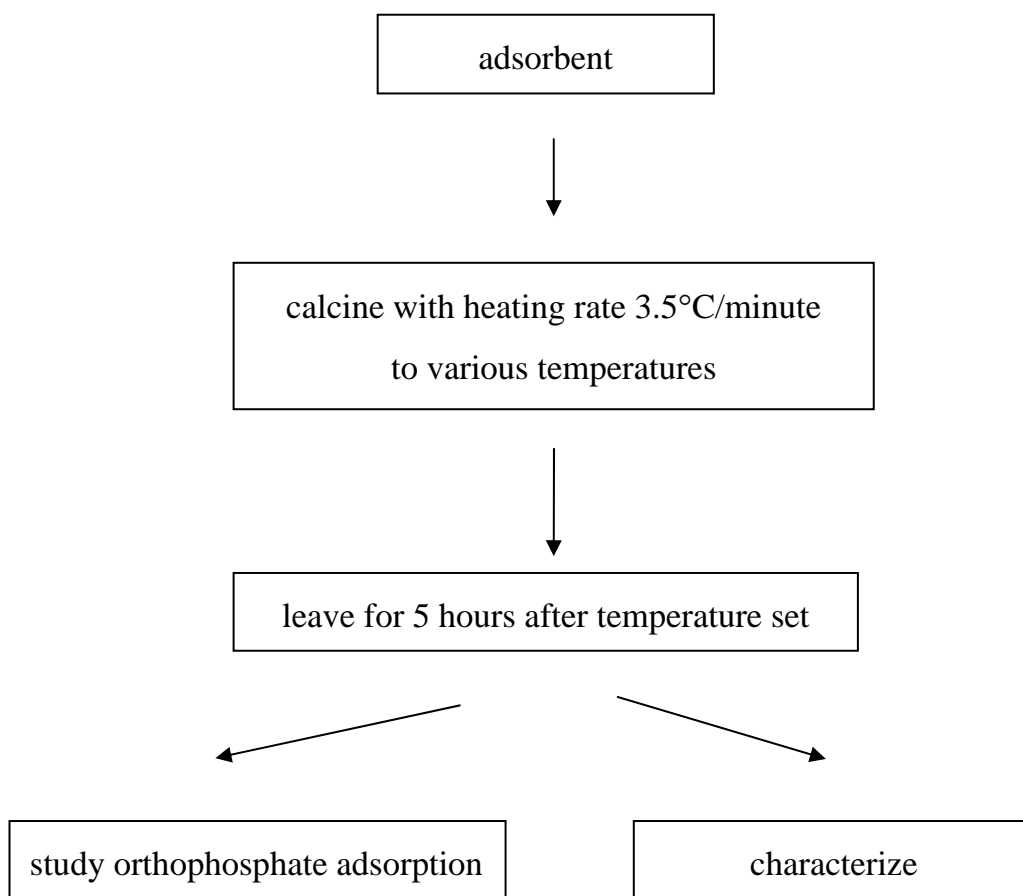 adsorbent
calcine with heating rate 3.5°C/minute
to various temperatures
leave for 5 hours after temperature set
study orthophosphate adsorption
characterize